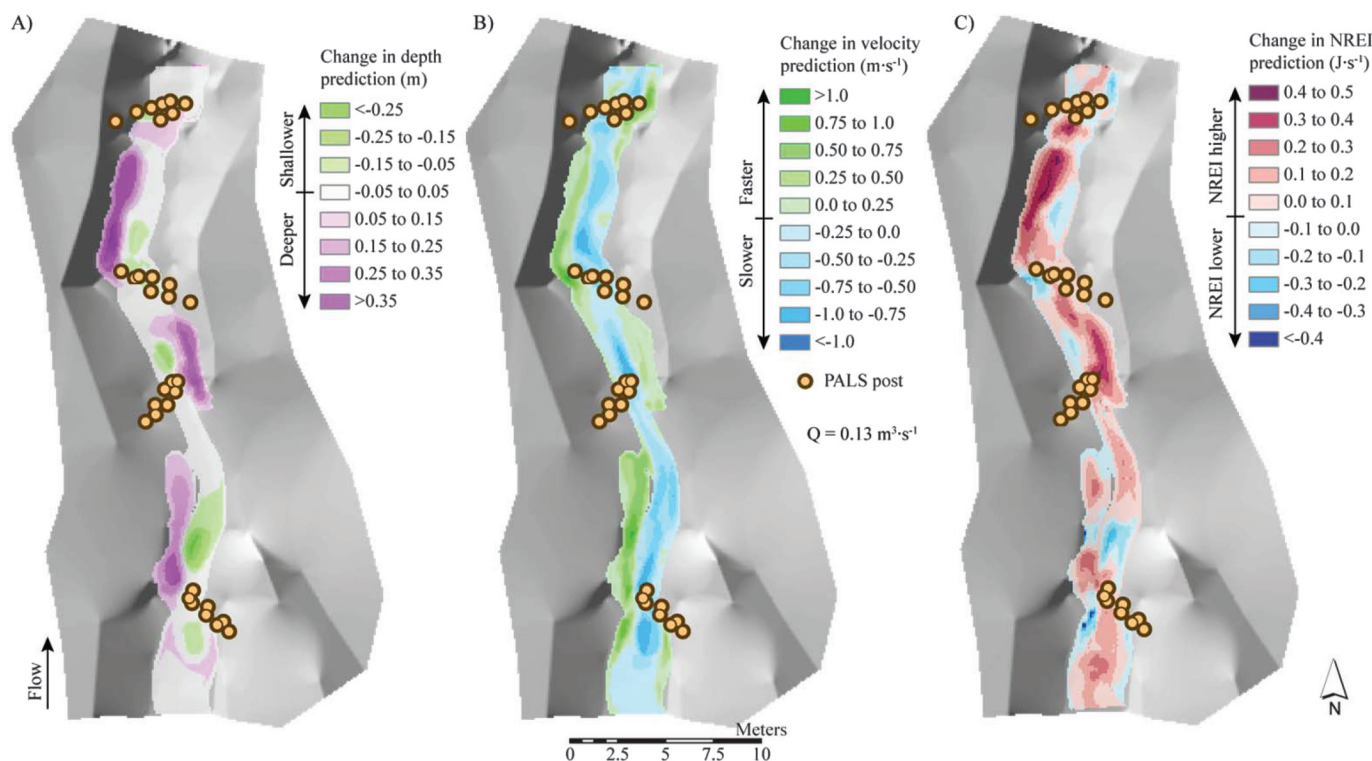 A)
Change in depth
prediction (m)
Shallower
Deeper
<-0.25
-0.25 to -0.15
-0.15 to -0.05
-0.05 to 0.05
0.05 to 0.15
0.15 to 0.25
0.25 to 0.35
>0.35
Flow
B)
Change in velocity
prediction (m·s⁻¹)
Faster
Slower
>1.0
0.75 to 1.0
0.50 to 0.75
0.25 to 0.50
0.0 to 0.25
-0.25 to 0.0
-0.50 to -0.25
-0.75 to -0.50
-1.0 to -0.75
<-1.0
PALS post
Q = 0.13 m³·s⁻¹
Meters
0 2.5 5 7.5 10
C)
Change in NREI
prediction (J·s⁻¹)
NREI higher
NREI lower
0.4 to 0.5
0.3 to 0.4
0.2 to 0.3
0.1 to 0.2
0.0 to 0.1
-0.1 to 0.0
-0.2 to -0.1
-0.3 to -0.2
-0.4 to -0.3
<-0.4
N